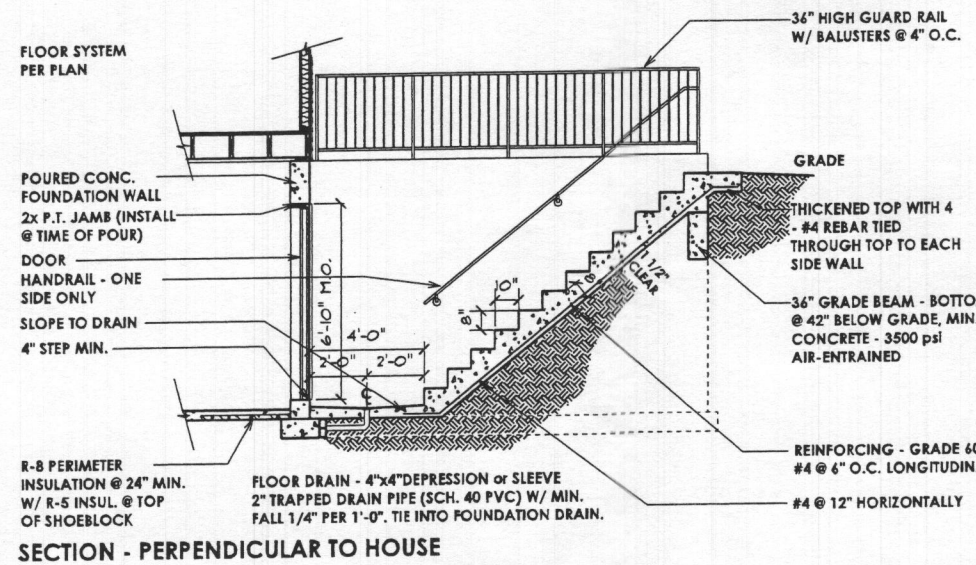 36" HIGH GUARD RAIL
W/ BALUSTERS @ 4" O.C.
FLOOR SYSTEM
PER PLAN
GRADE
POURED CONC.
FOUNDATION WALL
2x P.T. JAMB (INSTALL
@ TIME OF POUR)
DOOR
HANDRAIL - ONE
SIDE ONLY
SLOPE TO DRAIN
4" STEP MIN.
6'-10" M.O.
4'-0"
2'-0"
2'-0"
8"
10"
8"
1 1/2"
CLEAR
THICKENED TOP WITH 4
- #4 REBAR TIED
THROUGH TOP TO EACH
SIDE WALL
36" GRADE BEAM - BOTTO
@ 42" BELOW GRADE, MIN.
CONCRETE - 3500 psi
AIR-ENTRAINED
REINFORCING - GRADE 60
#4 @ 6" O.C. LONGITUDIN
#4 @ 12" HORIZONTALLY
R-8 PERIMETER
INSULATION @ 24" MIN.
W/ R-5 INSUL. @ TOP
OF SHOEBLOCK
FLOOR DRAIN - 4"x4"DEPRESSION or SLEEVE
2" TRAPPED DRAIN PIPE (SCH. 40 PVC) W/ MIN.
FALL 1/4" PER 1'-0". TIE INTO FOUNDATION DRAIN.
SECTION - PERPENDICULAR TO HOUSE